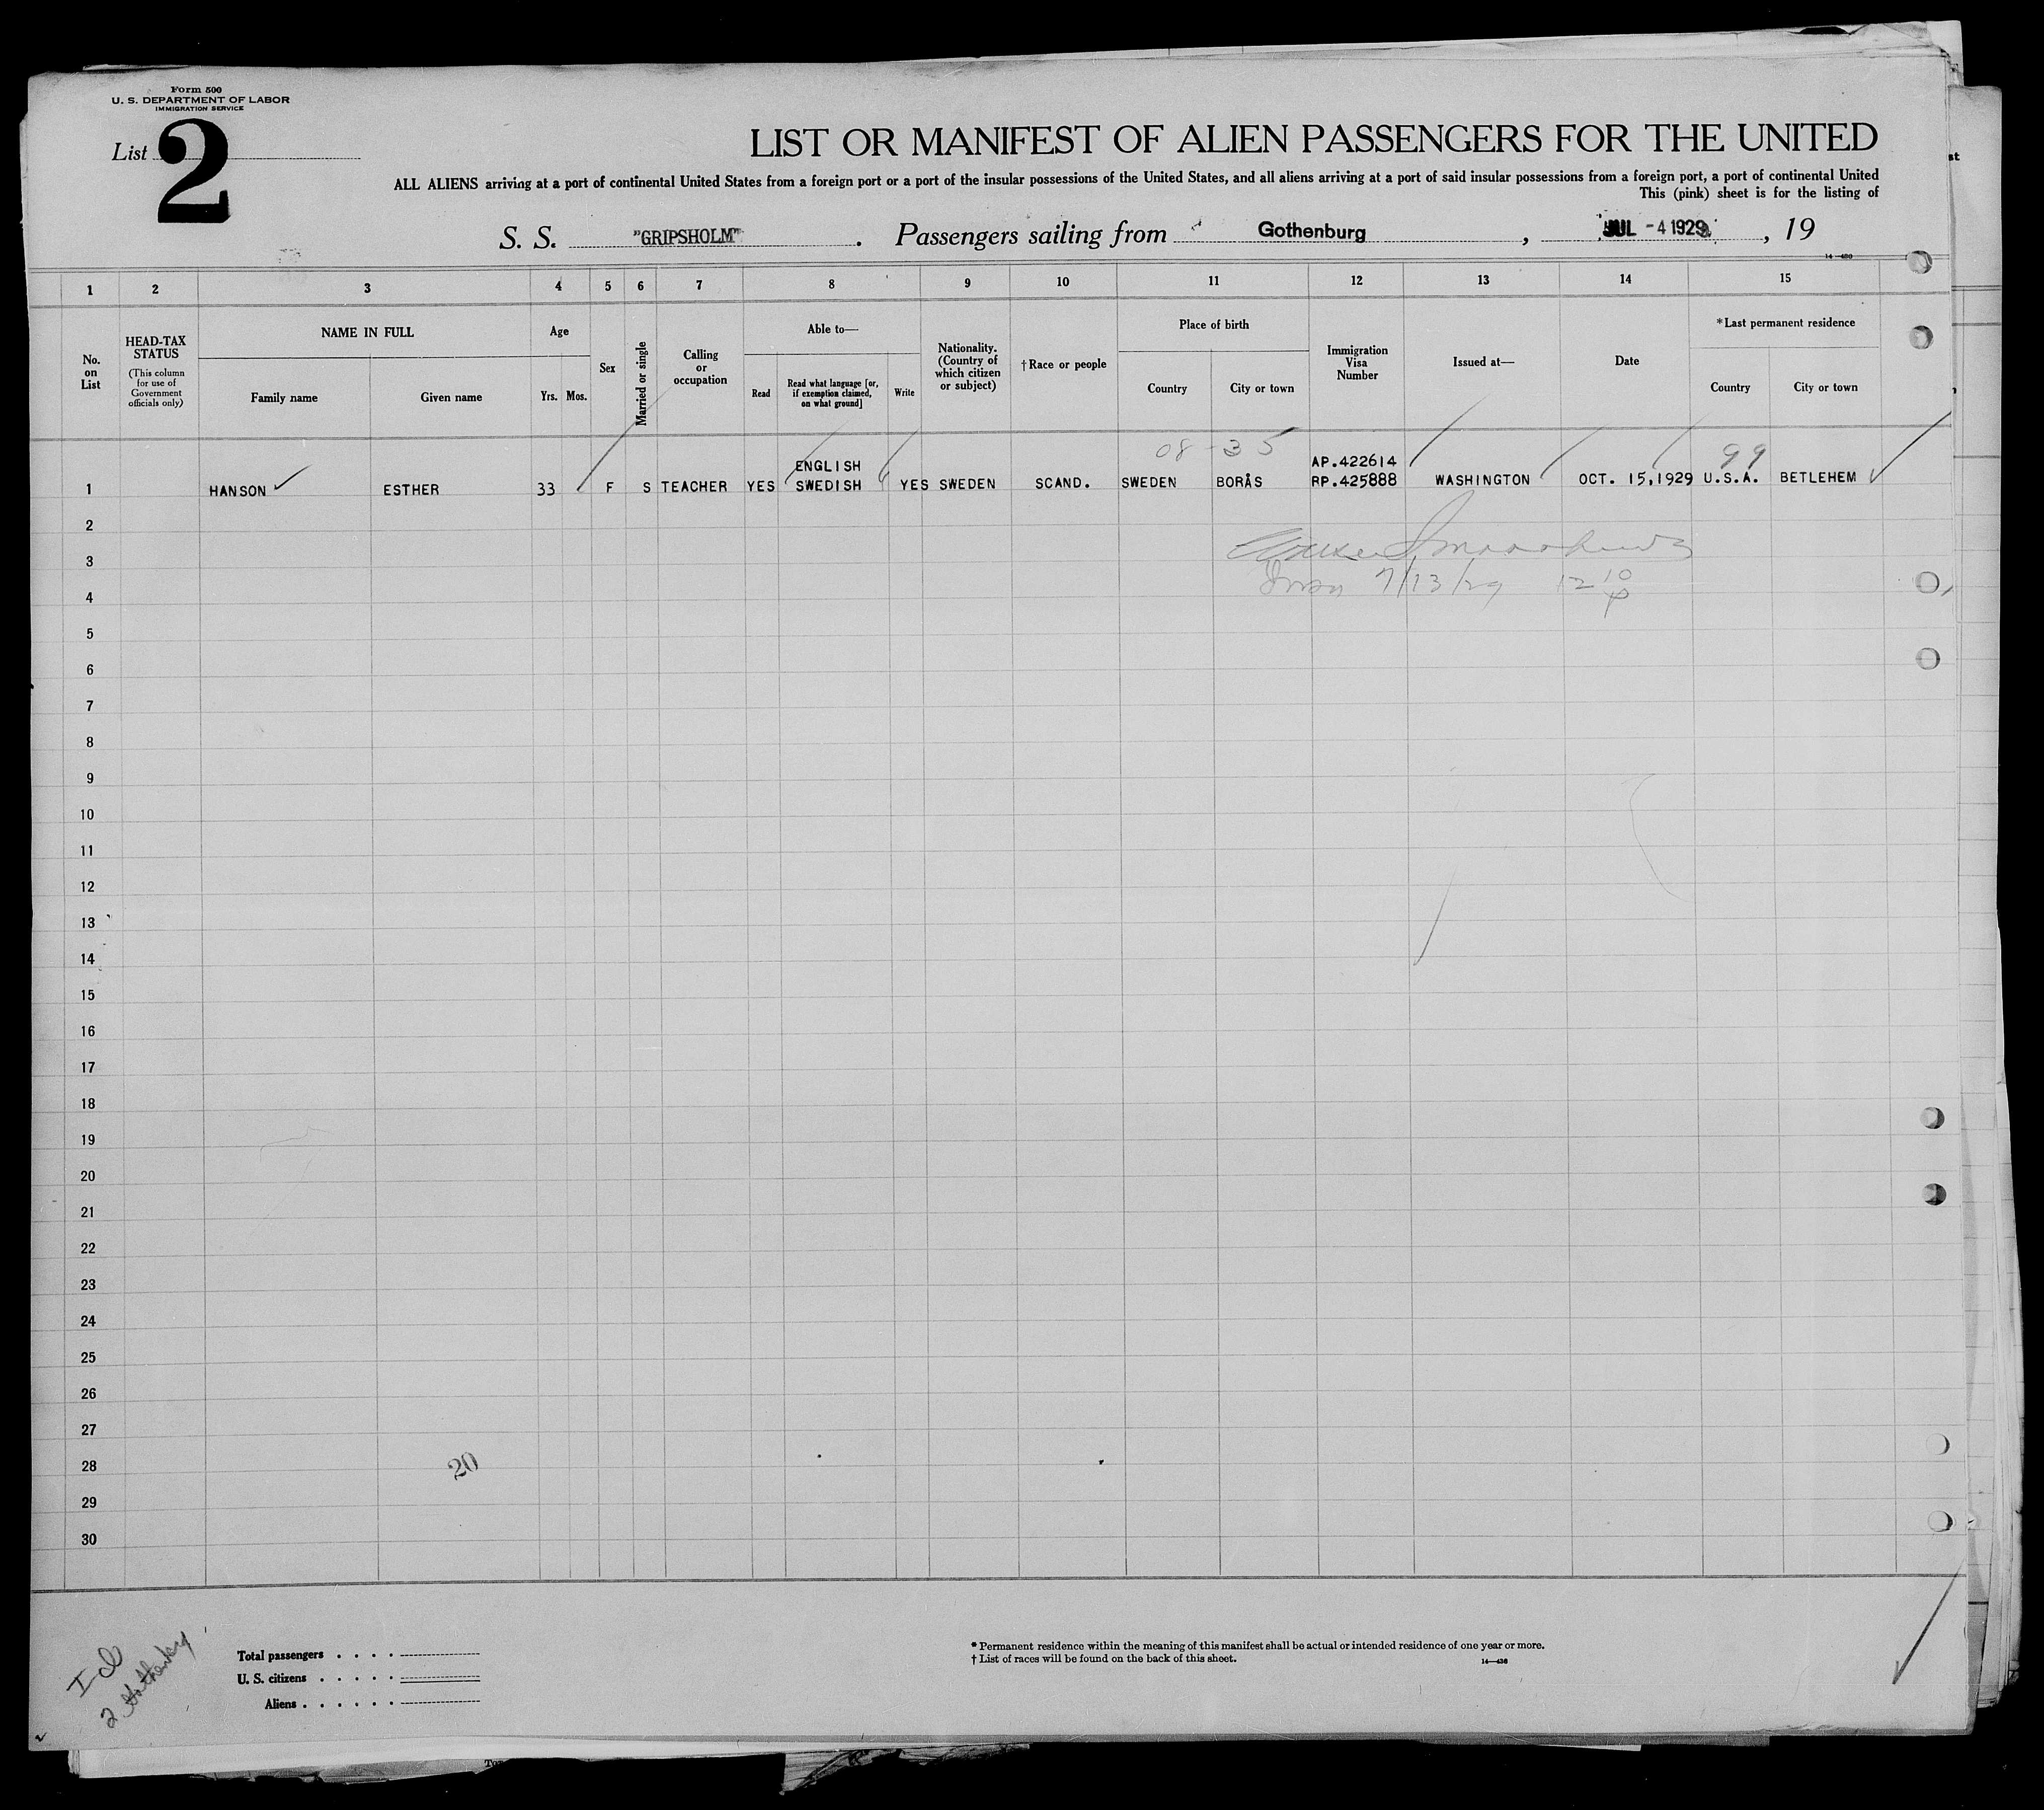 Form 500
U. S. DEPARTMENT OF LABOR
IMMIGRATION SERVICE
List 2
LIST OR MANIFEST OF ALIEN PASSENGERS FOR THE UNITED
ALL ALIENS arriving at a port of continental United States from a foreign port or a port of the insular possessions of the United States, and all aliens arriving at a port of said insular possessions from a foreign port, a port of continental United
This (pink) sheet is for the listing of
S. S. "GRIPSHOLM". Passengers sailing from Gothenburg, JUL -4 1929, 19
1 2 3 4 5 6 7 8 9 10 11 12 13 14 15
No. on List
HEAD-TAX STATUS
(This column for use of Government officials only)
NAME IN FULL
Family name
Given name
Age
Yrs. Mos.
Sex
Married or single
Calling or occupation
Able to—
Read
Read what language [or, if exemption claimed, on what ground]
Write
Nationality. (Country of which citizen or subject)
†Race or people
Place of birth
Country
City or town
Immigration Visa Number
Issued at—
Date
*Last permanent residence
Country
City or town
08-35
99
ENGLISH AP.422614
1 HANSON ESTHER 33 F S TEACHER YES SWEDISH YES SWEDEN SCAND. SWEDEN BORÅS RP.425888 WASHINGTON OCT. 15,1929 U.S.A. BETLEHEM
2
3
7/13/29 12 10
4
5
6
7
8
9
10
11
12
13
14
15
16
17
18
19
20
21
22
23
24
25
26
27
20
28
29
30
Total passengers
U. S. citizens
Aliens
* Permanent residence within the meaning of this manifest shall be actual or intended residence of one year or more.
† List of races will be found on the back of this sheet.
2 Gothenburg